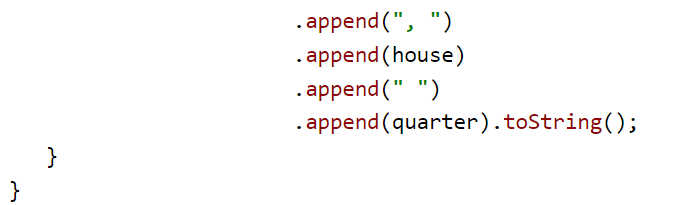 .append(", ")
.append(house)
.append(" ")
.append(quarter).toString();
}
}